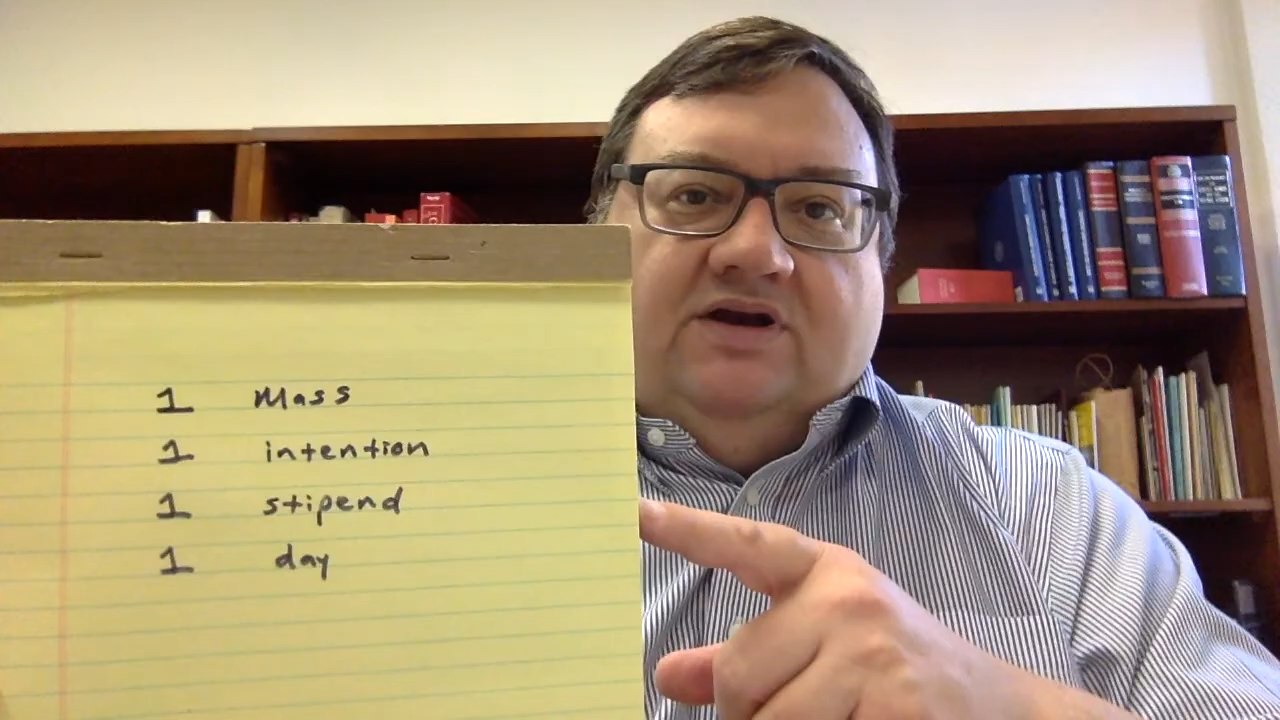 1 Mass
1 intention
1 stipend
1 day